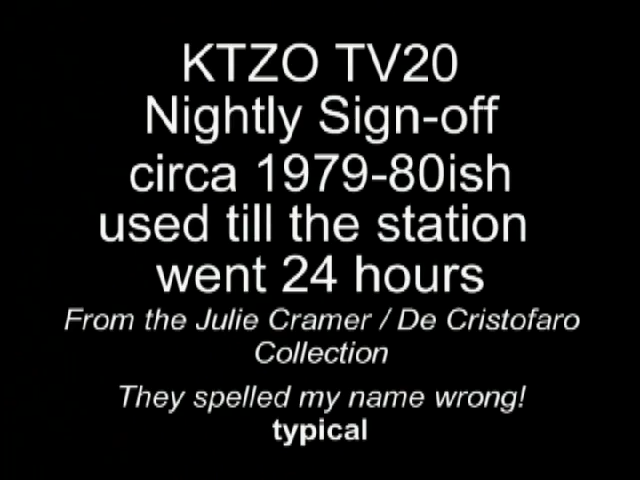 KTZO TV20
Nightly Sign-off
circa 1979-80ish
used till the station
went 24 hours
From the Julie Cramer / De Cristofaro
Collection
They spelled my name wrong!
typical